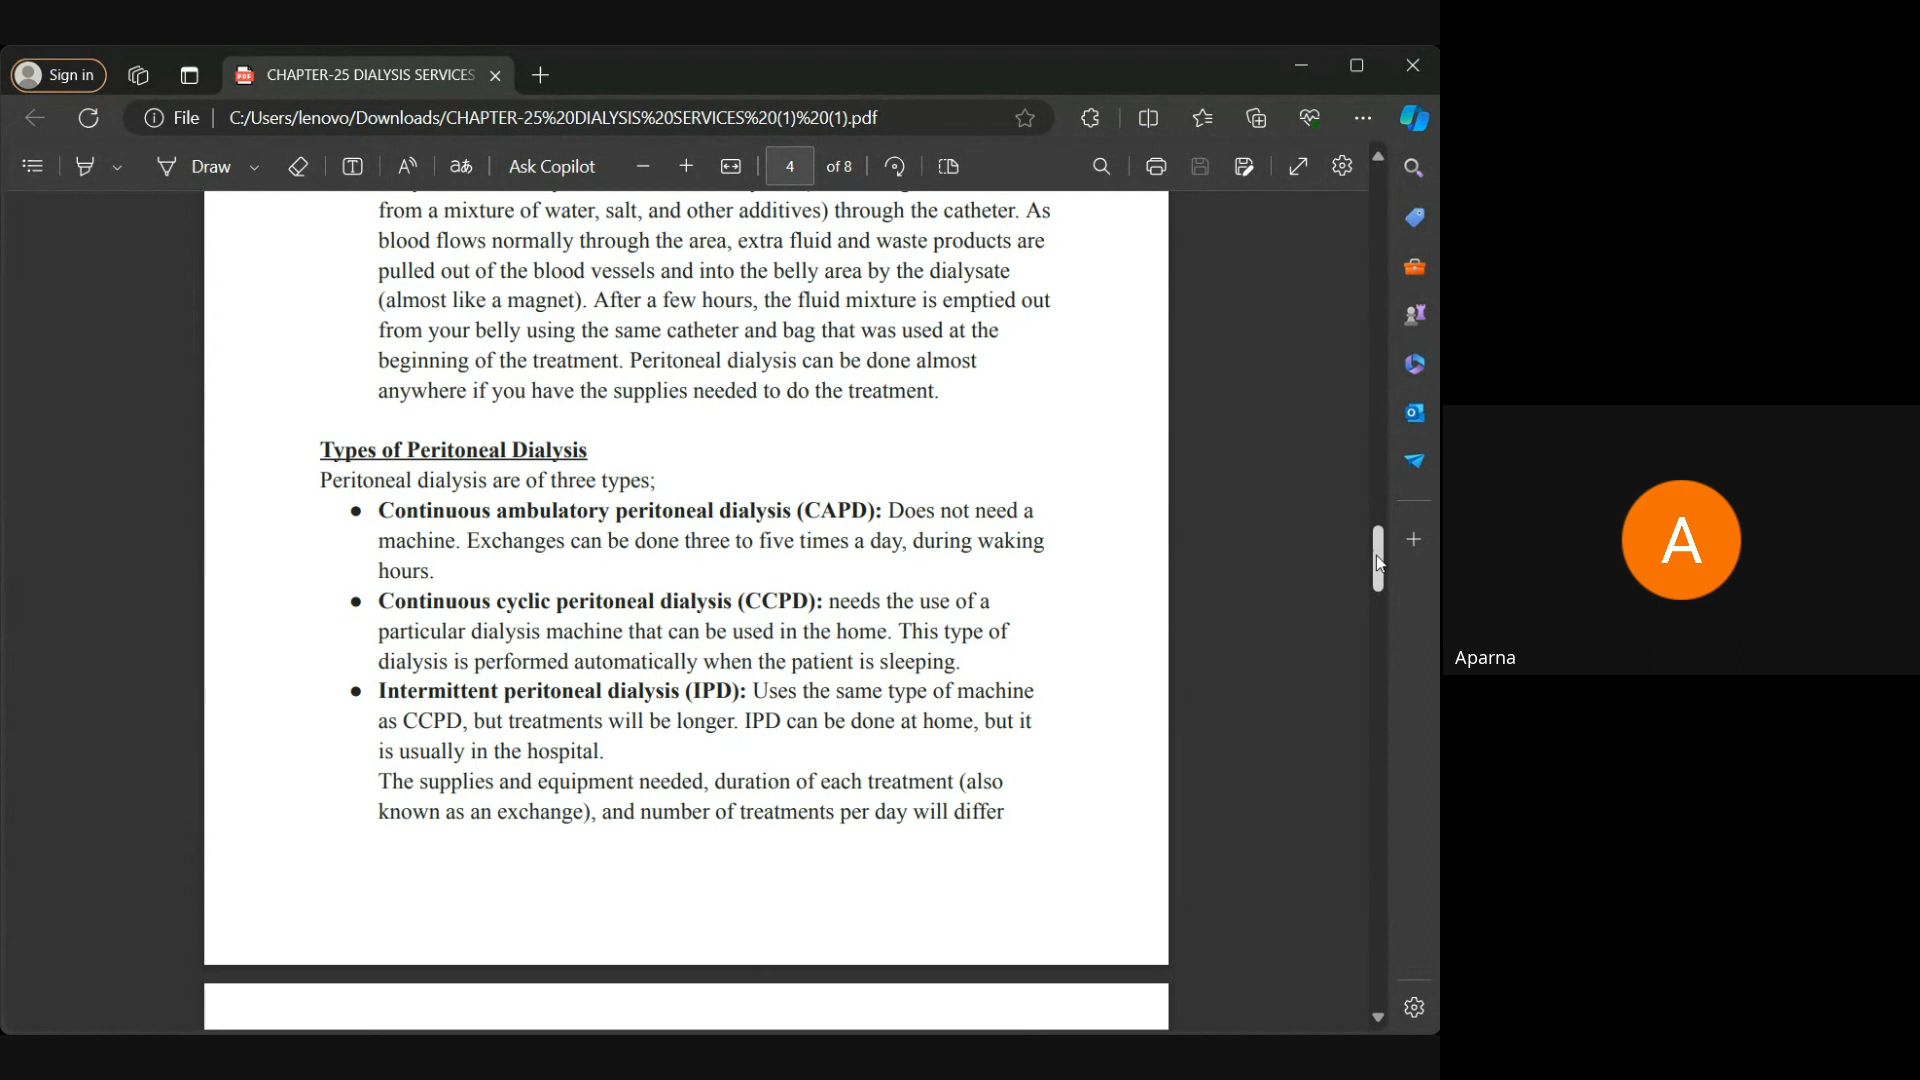 Sign in
CHAPTER-25 DIALYSIS SERVICES
File
C:/Users/lenovo/Downloads/CHAPTER-25%20DIALYSIS%20SERVICES%20(1)%20(1).pdf
Draw
aあ
Ask Copilot
4
of 8
from a mixture of water, salt, and other additives) through the catheter. As
blood flows normally through the area, extra fluid and waste products are
pulled out of the blood vessels and into the belly area by the dialysate
(almost like a magnet). After a few hours, the fluid mixture is emptied out
from your belly using the same catheter and bag that was used at the
beginning of the treatment. Peritoneal dialysis can be done almost
anywhere if you have the supplies needed to do the treatment.
Types of Peritoneal Dialysis
Peritoneal dialysis are of three types;
● Continuous ambulatory peritoneal dialysis (CAPD): Does not need a
machine. Exchanges can be done three to five times a day, during waking
hours.
● Continuous cyclic peritoneal dialysis (CCPD): needs the use of a
particular dialysis machine that can be used in the home. This type of
dialysis is performed automatically when the patient is sleeping.
● Intermittent peritoneal dialysis (IPD): Uses the same type of machine
as CCPD, but treatments will be longer. IPD can be done at home, but it
is usually in the hospital.
The supplies and equipment needed, duration of each treatment (also
known as an exchange), and number of treatments per day will differ
A
Aparna